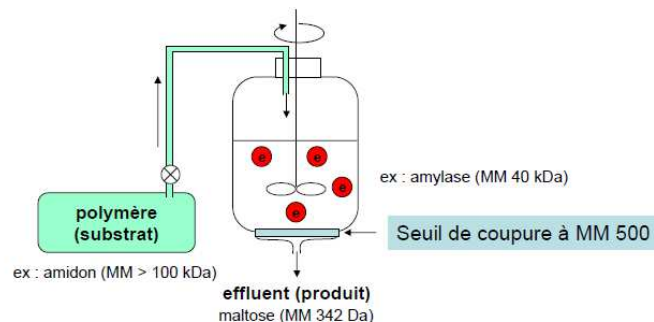 e
e
e
e
ex : amylase (MM 40 kDa)
polymère
(substrat)
Seuil de coupure à MM 500
ex : amidon (MM > 100 kDa)
effluent (produit)
maltose (MM 342 Da)